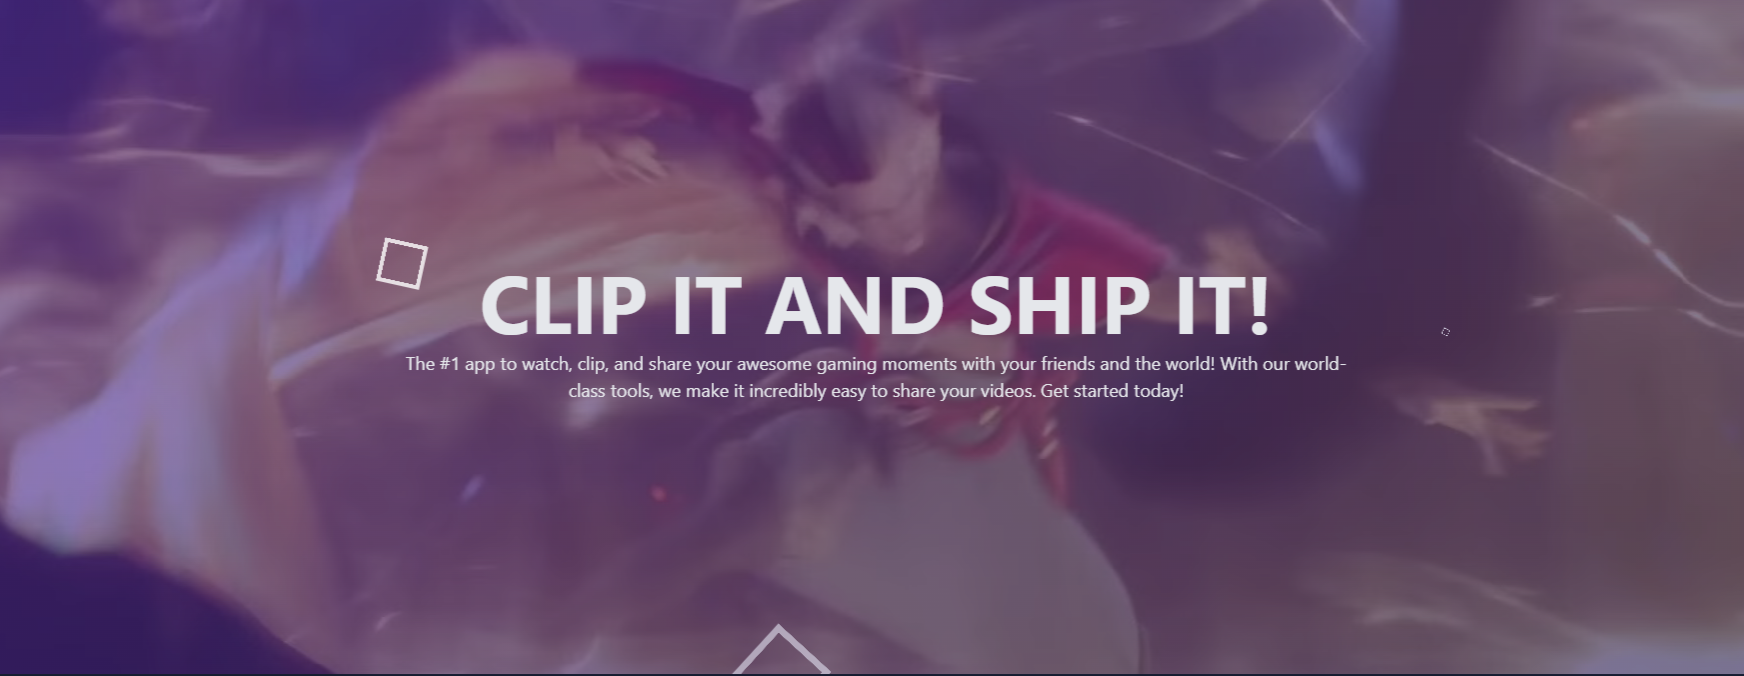 CLIP IT AND SHIP IT!
The #1 app to watch, clip, and share your awesome gaming moments with your friends and the world! With our world-
class tools, we make it incredibly easy to share your videos. Get started today!